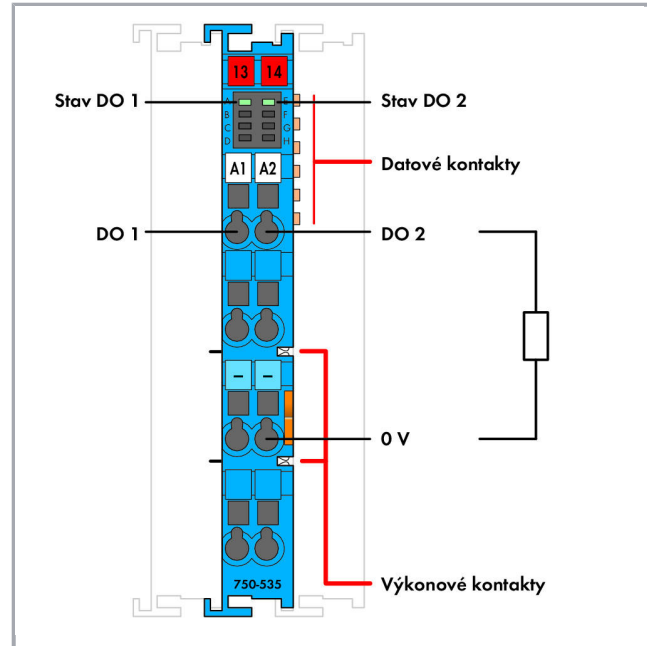 13 14
Stav DO 1
Stav DO 2
A E
B F
C G
D H
A1 A2
Datové kontakty
DO 1
DO 2
– –
0 V
750-535
Výkonové kontakty